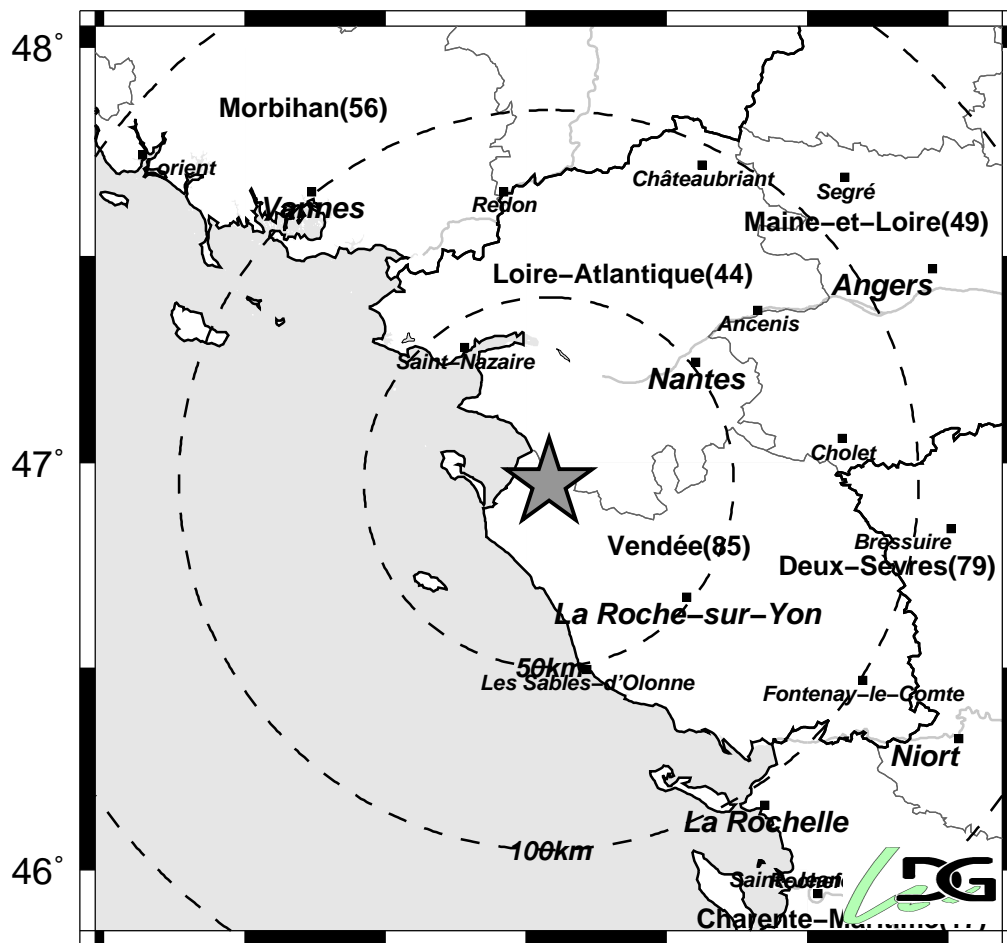 48°
Morbihan(56)
Lorient
Châteaubriant
Segré
Vannes
Redon
Maine–et–Loire(49)
Loire–Atlantique(44)
Angers
Ancenis
Saint–Nazaire
Nantes
47°
Cholet
Vendée(85)
Bressuire
Deux–Sèvres(79)
La Roche–sur–Yon
50km
Les Sables–d'Olonne
Fontenay–le–Comte
Niort
La Rochelle
100km
46°
DG